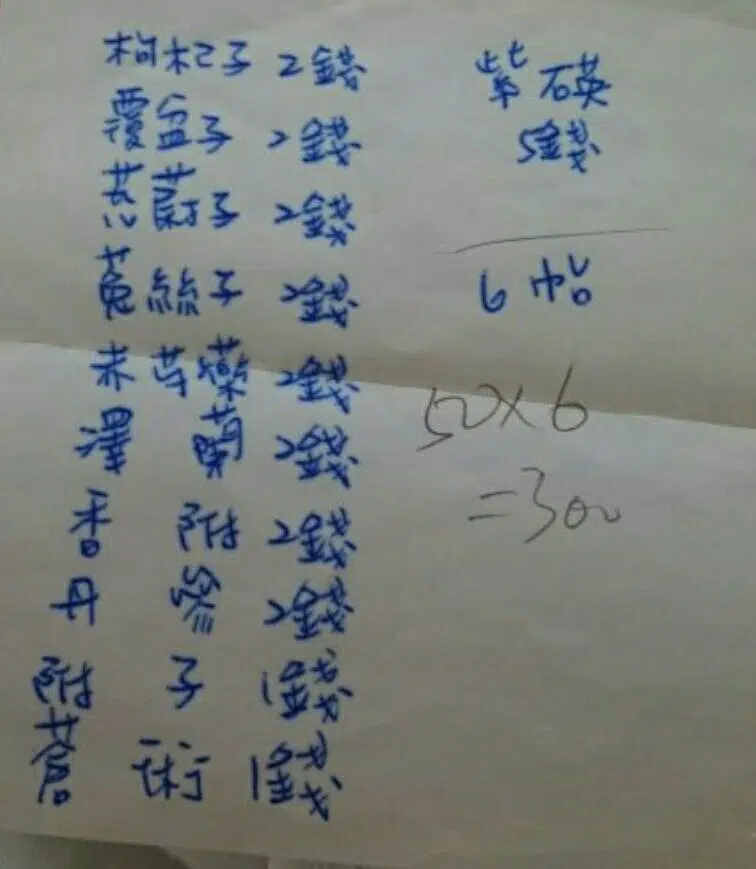 枸杞子 2錢
覆盆子 2錢
茺蔚子 2錢
菟絲子 2錢
赤芍藥 2錢
澤蘭 2錢
香附 2錢
丹參 2錢
附子 1錢
蒼術 1錢
紫石英
5錢
6帖
50×6
=300